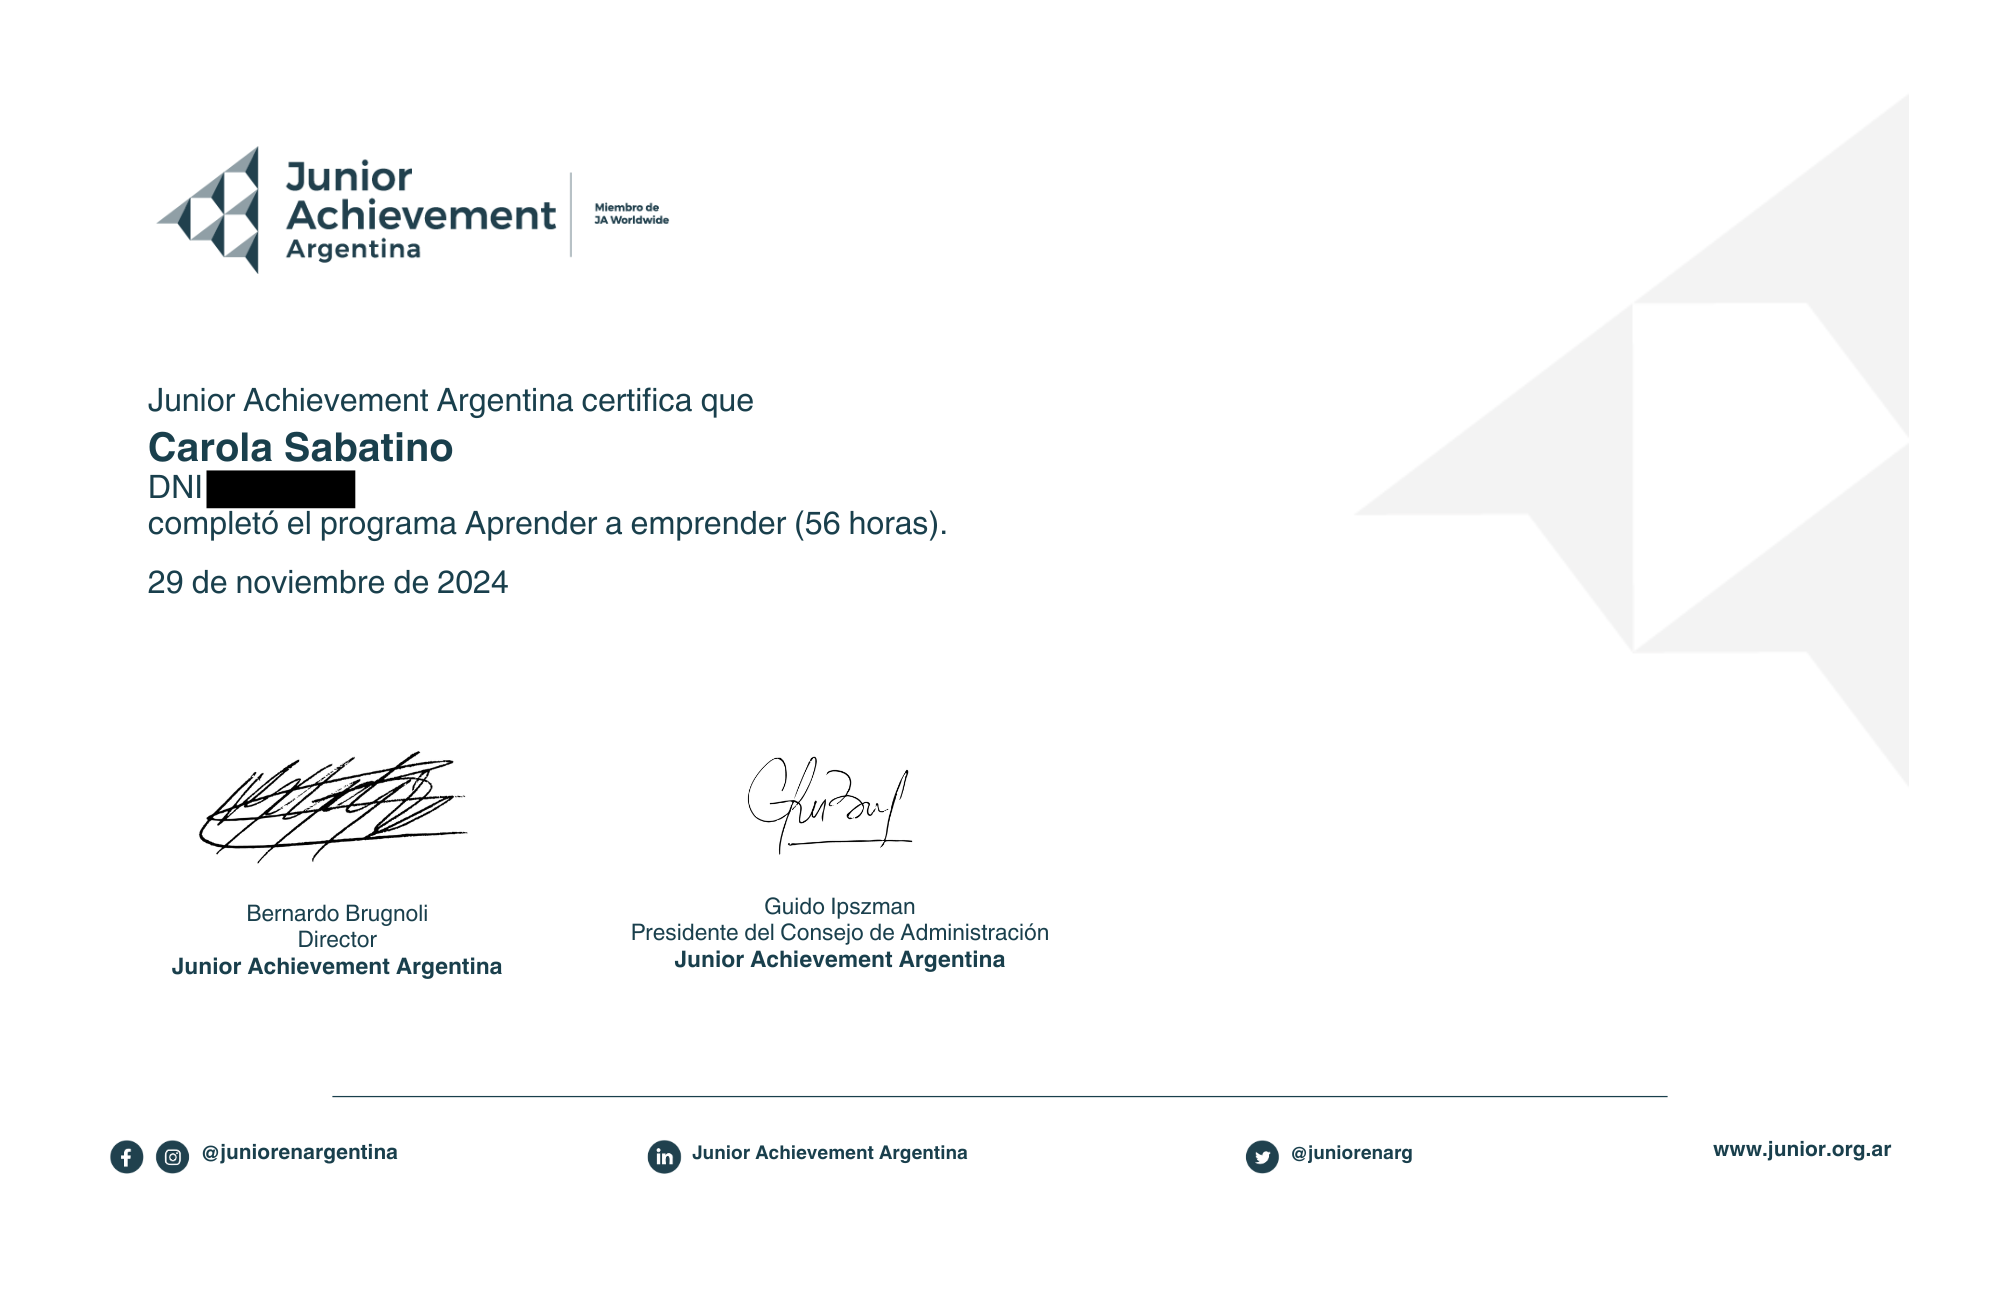 Junior
Achievement
Argentina
Miembro de
JA Worldwide
Junior Achievement Argentina certifica que
Carola Sabatino
DNI
completó el programa Aprender a emprender (56 horas).
29 de noviembre de 2024
Bernardo Brugnoli
Director
Junior Achievement Argentina
Guido Ipszman
Presidente del Consejo de Administración
Junior Achievement Argentina
@juniorenargentina
Junior Achievement Argentina
@juniorenarg
www.junior.org.ar